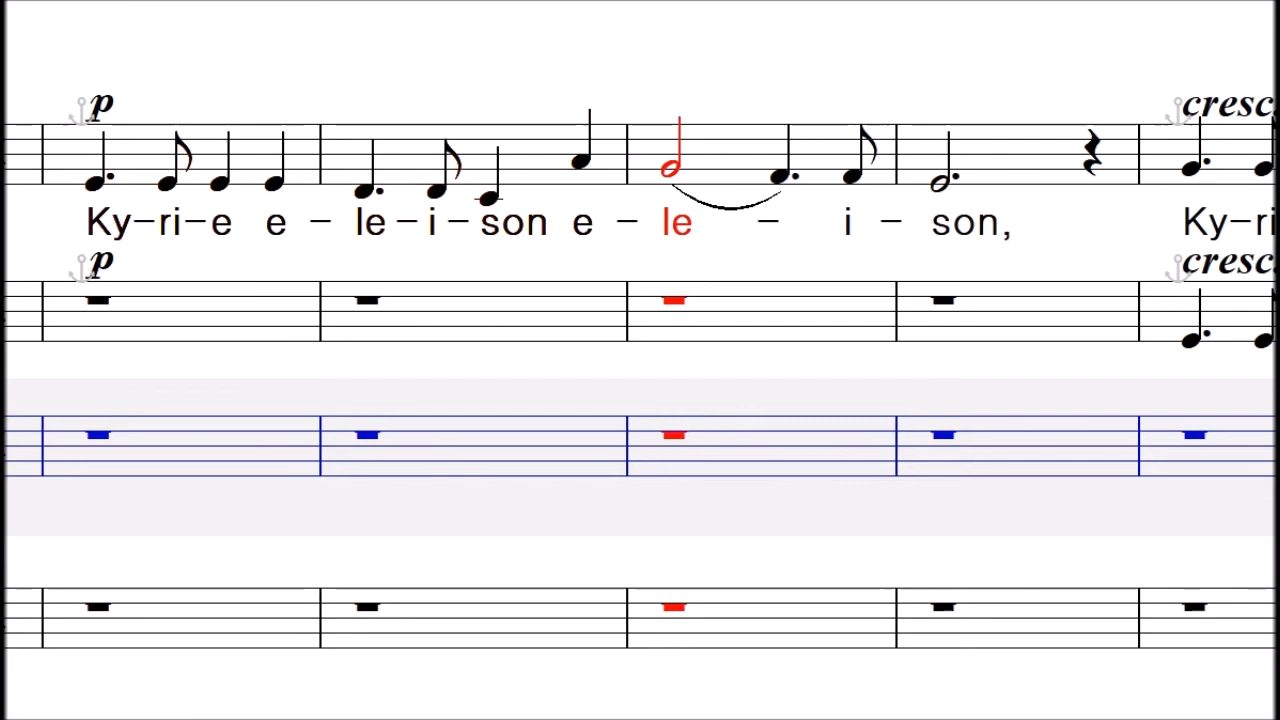 p
cresc
Ky-ri-e e - le-i-son e - le - i - son, Ky-ri
p
cresc